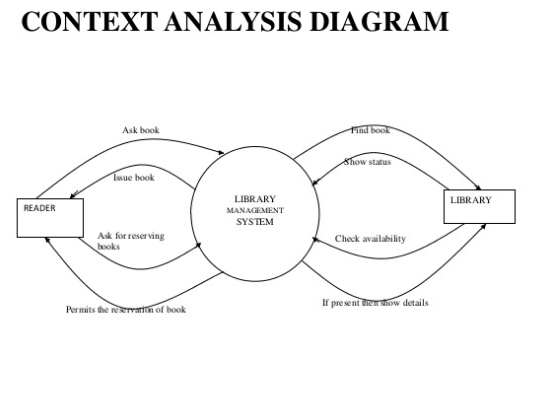 CONTEXT ANALYSIS DIAGRAM
Ask book
Find book
Show status
Issue book
READER
LIBRARY
MANAGEMENT
SYSTEM
LIBRARY
Ask for reserving
books
Check availability
Permits the reservation of book
If present then show details